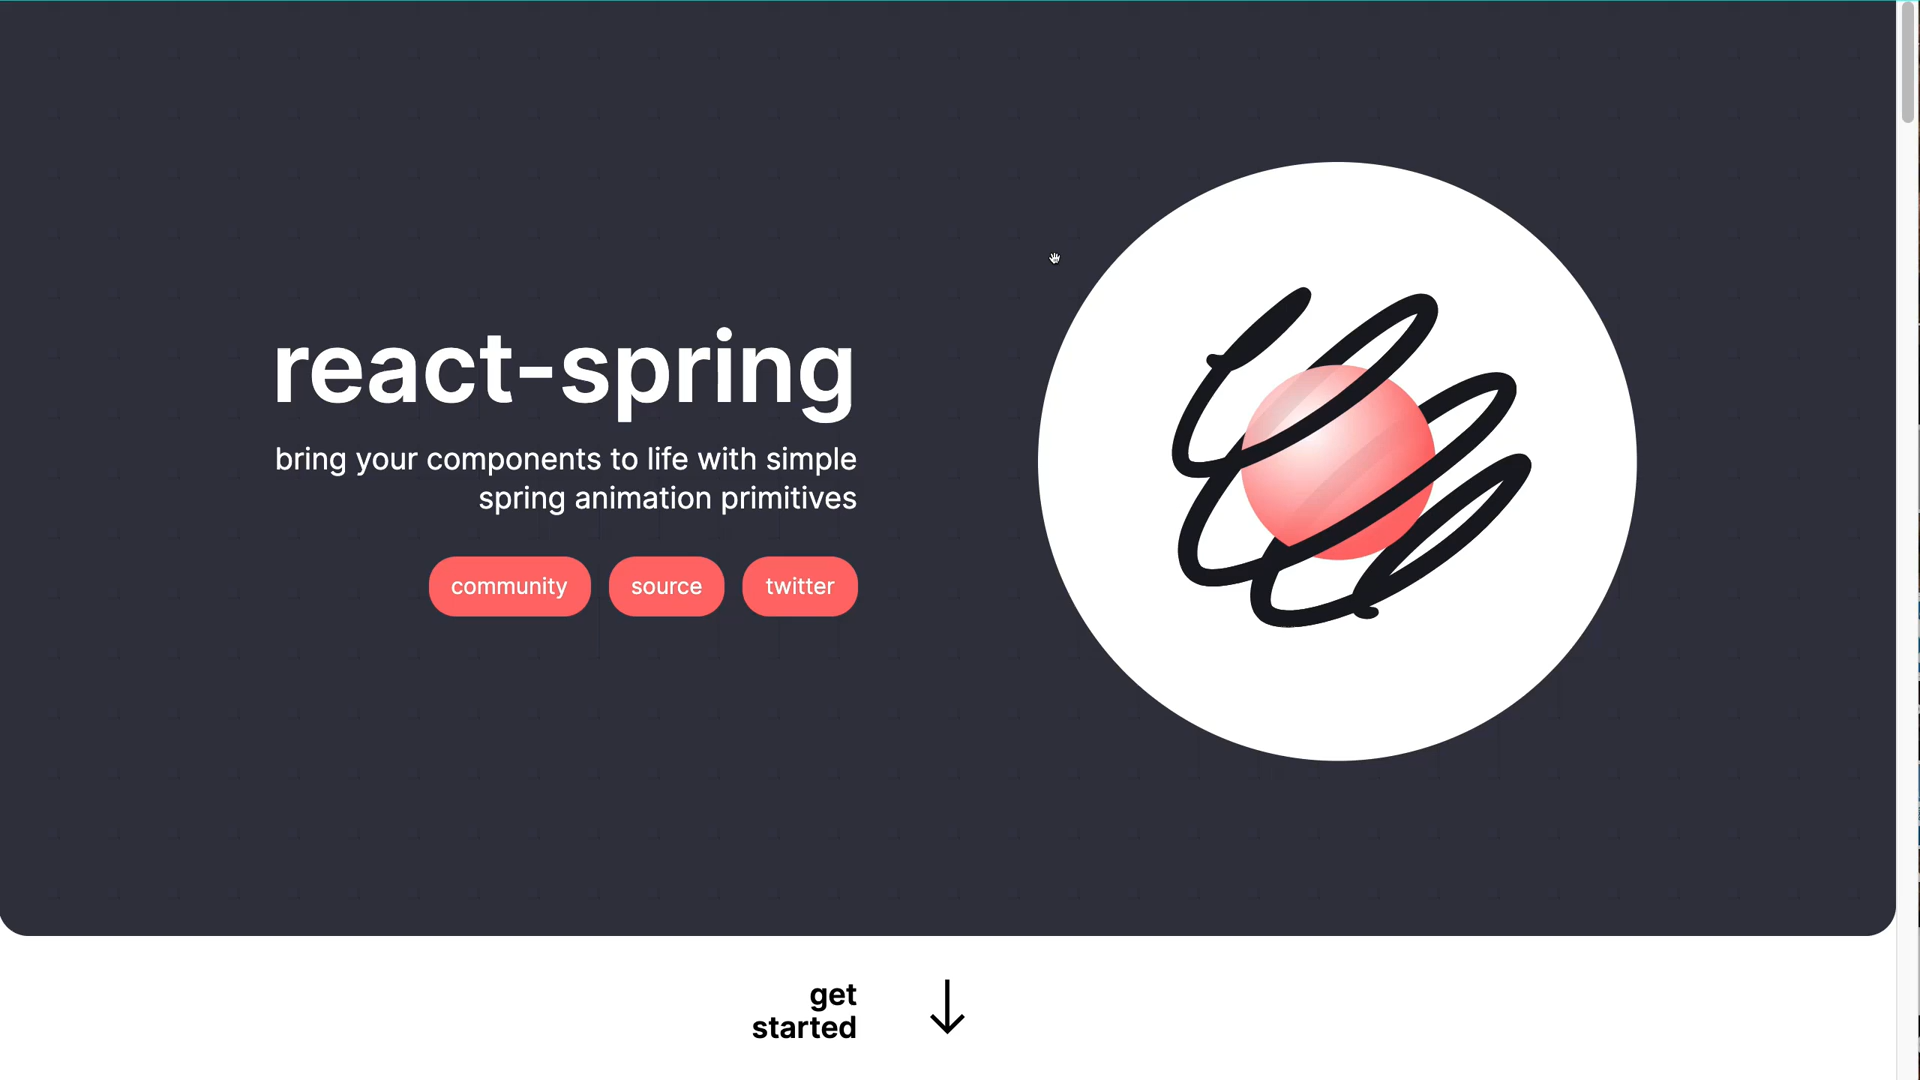 react-spring
bring your components to life with simple
spring animation primitives
community
source
twitter
get
started